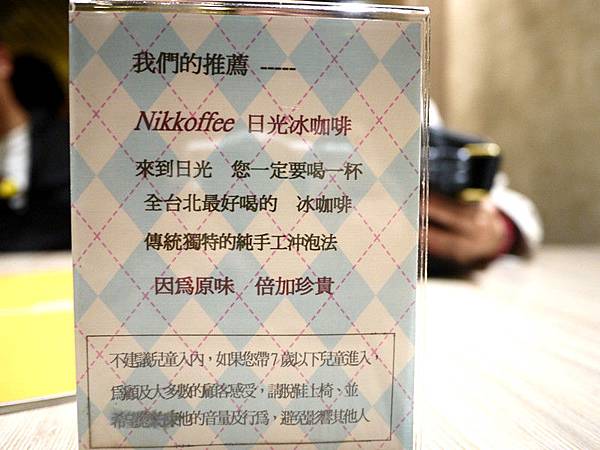 我們的推薦 -----
Nikkoffee 日光冰咖啡
來到日光 您一定要喝一杯
全台北最好喝的 冰咖啡
傳統獨特的純手工沖泡法
因為原味 倍加珍貴
不建議兒童入內，如果您帶7歲以下兒童進入，
為顧及大多數的顧客感受，請脫鞋上椅、並
他的音量及行為，避免影響其他人